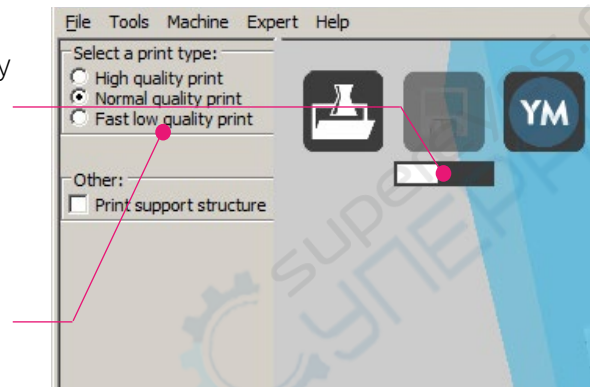 File Tools Machine Expert Help
y
Select a print type:
High quality print
Normal quality print
Fast low quality print
Other:
Print support structure
YM